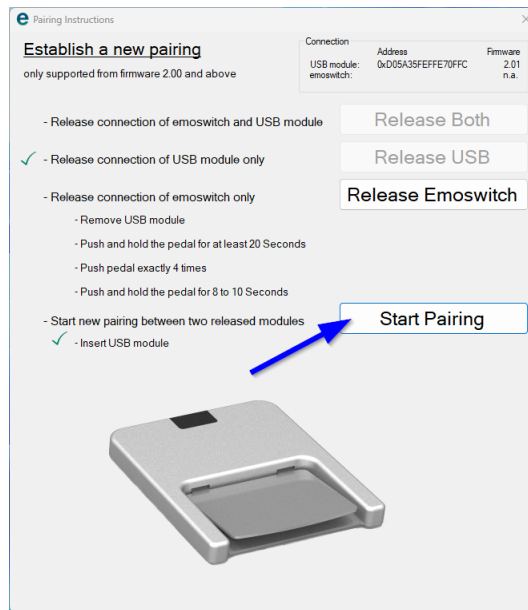 e Pairing Instructions
Establish a new pairing
only supported from firmware 2.00 and above
Connection
Address Firmware
USB module: 0xD05A35FEFFE70FFC 2.01
emoswitch: n.a.
- Release connection of emoswitch and USB module Release Both
- Release connection of USB module only Release USB
- Release connection of emoswitch only Release Emoswitch
- Remove USB module
- Push and hold the pedal for at least 20 Seconds
- Push pedal exactly 4 times
- Push and hold the pedal for 8 to 10 Seconds
- Start new pairing between two released modules Start Pairing
- Insert USB module